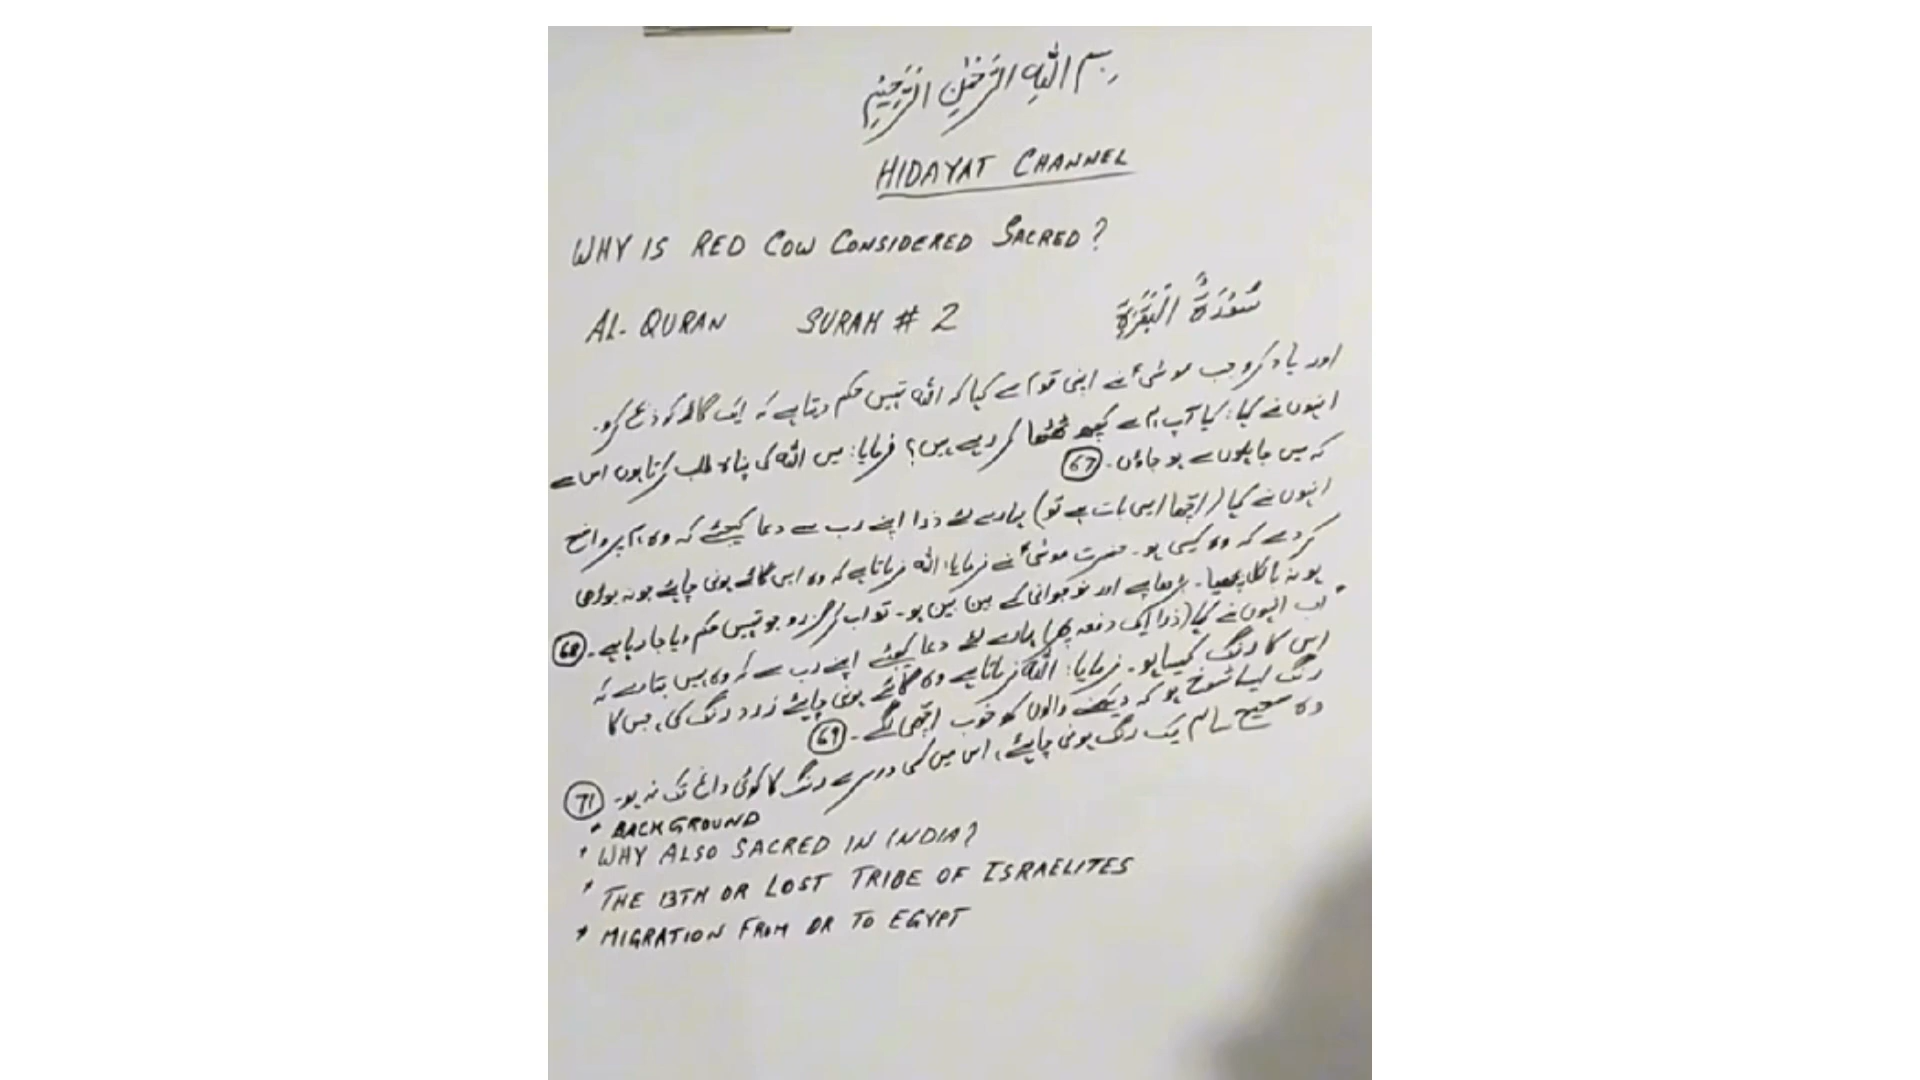 بِسْمِ اللّٰهِ الرَّحْمٰنِ الرَّحِيْمِ
HIDAYAT CHANNEL
WHY IS RED COW CONSIDERED SACRED?
AL-QURAN SURAH # 2 سُوْرَةُ الْبَقَرَةِ
اور یاد کرو جب موسیٰؑ نے اپنی قوم سے کہا کہ اللہ تمہیں حکم دیتا ہے کہ ایک گائے کو ذبح کرو۔
انہوں نے کہا: کیا آپ ہم سے کچھ ٹھٹھا کر رہے ہیں؟ فرمایا: میں اللہ کی پناہ طلب کرتا ہوں اس سے
کہ میں جاہلوں سے ہو جاؤں۔ (67)
انہوں نے کہا (اچھا ایسی بات ہے تو) ہمارے لئے ذرا اپنے رب سے دعا کیجئے کہ وہ ہم پر واضح
کر دے کہ وہ کیسی ہو۔ حضرت موسیٰؑ نے فرمایا: اللہ فرماتا ہے کہ وہ ایسی گائے ہونی چاہئے جو نہ بوڑھی
ہو نہ بالکل بچھیا۔ بڑھاپے اور نوجوانی کے بین بین ہو۔ تو اب کر گزرو جو تمہیں حکم دیا جا رہا ہے۔ (68)
اب انہوں نے کہا (ذرا ایک دفعہ پھر) ہمارے لئے دعا کیجئے اپنے رب سے کہ وہ ہمیں بتا دے کہ
اس کا رنگ کیسا ہو۔ فرمایا: اللہ فرماتا ہے وہ گائے ہونی چاہئے زرد رنگ کی، جس کا
رنگ ایسا شوخ ہو کہ دیکھنے والوں کو خوب اچھی لگے۔ (69)
وہ صحیح سالم یک رنگ ہونی چاہئے، اس میں کسی دوسرے رنگ کا کوئی داغ تک نہ ہو۔ (71)
* BACKGROUND
* WHY ALSO SACRED IN INDIA?
* THE 13TH OR LOST TRIBE OF ISRAELITES
* MIGRATION FROM OR TO EGYPT